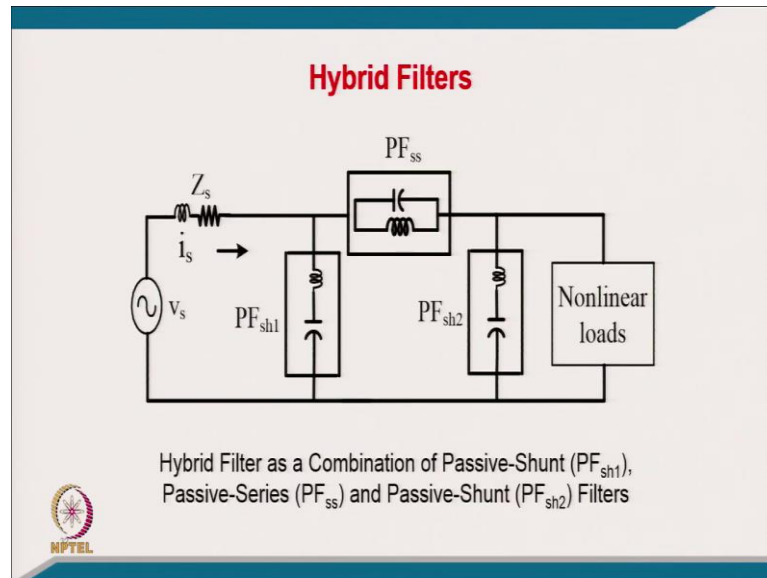 Hybrid Filters
PFss
Zs
is
vs
PFsh1
PFsh2
Nonlinear
loads
Hybrid Filter as a Combination of Passive-Shunt (PFsh1),
Passive-Series (PFss) and Passive-Shunt (PFsh2) Filters
NPTEL